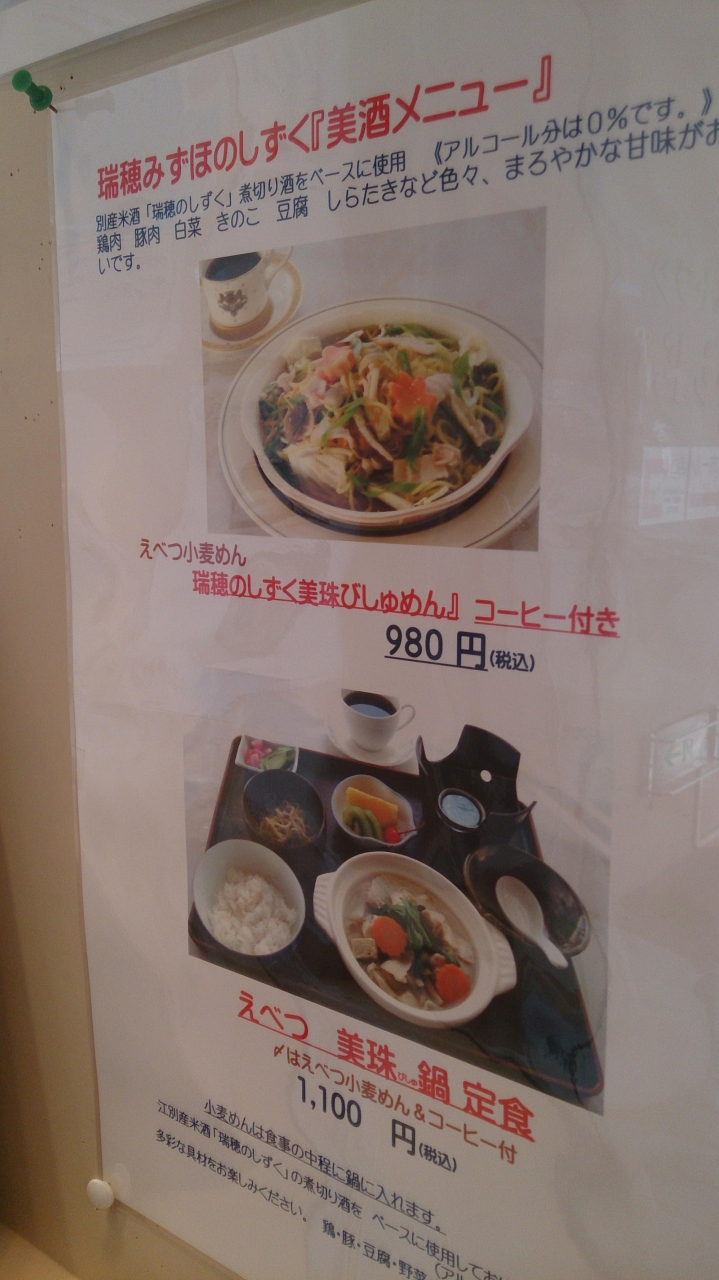 瑞穂みずほのしずく『美酒メニュー』
別産米酒「瑞穂のしずく」煮切り酒をベースに使用 《アルコール分は０％です。》
鶏肉 豚肉 白菜 きのこ 豆腐 しらたきなど色々、まろやかな甘味がお
いです。
えべつ小麦めん
瑞穂のしずく美珠びしゅめん』 コーヒー付き
980 円(税込)
えべつ 美珠びしゅ鍋 定食
〆はえべつ小麦めん＆コーヒー付
1,100 円(税込)
小麦めんは食事の中程に鍋に入れます。
江別産米酒「瑞穂のしずく」の煮切り酒を ベースに使用してお
多彩な具材をお楽しみください。 鶏・豚・豆腐・野菜
(アル